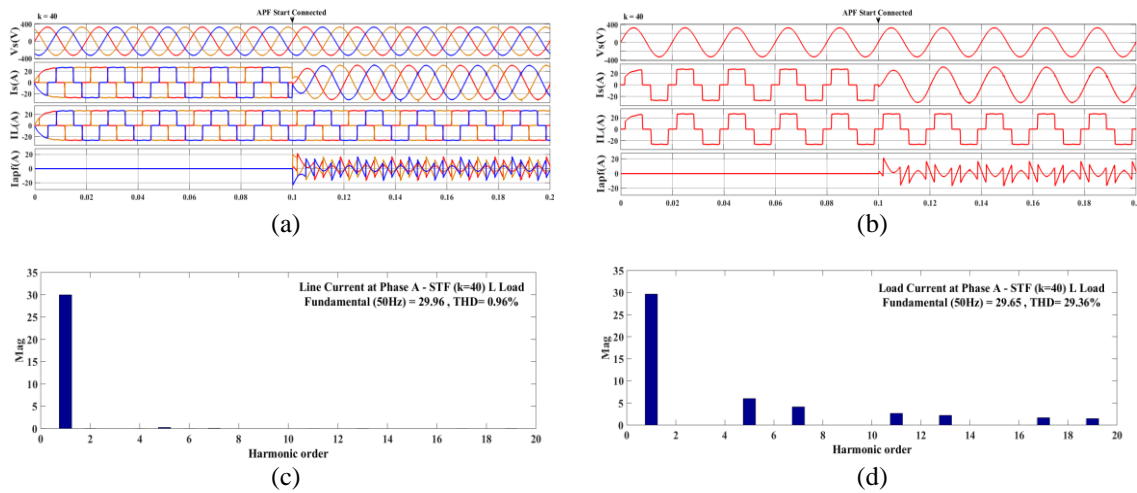 k = 40
APF Start Connected
Vs(V)
400
0
-400
Is(A)
20
0
-20
IL(A)
20
0
-20
Iapf(A)
20
0
-20
0 0.02 0.04 0.06 0.08 0.1 0.12 0.14 0.16 0.18 0.2
(a)
k = 40
APF Start Connected
Vs(V)
400
0
-400
Is(A)
20
0
-20
IL(A)
20
0
-20
Iapf(A)
20
0
-20
0 0.02 0.04 0.06 0.08 0.1 0.12 0.14 0.16 0.18 0.2
(b)
Line Current at Phase A - STF (k=40) L Load
Fundamental (50Hz) = 29.96 , THD= 0.96%
Mag
35
30
25
20
15
10
5
0
0 2 4 6 8 10 12 14 16 18 20
Harmonic order
(c)
Load Current at Phase A - STF (k=40) L Load
Fundamental (50Hz) = 29.65 , THD= 29.36%
Mag
35
30
25
20
15
10
5
0
0 2 4 6 8 10 12 14 16 18 20
Harmonic order
(d)